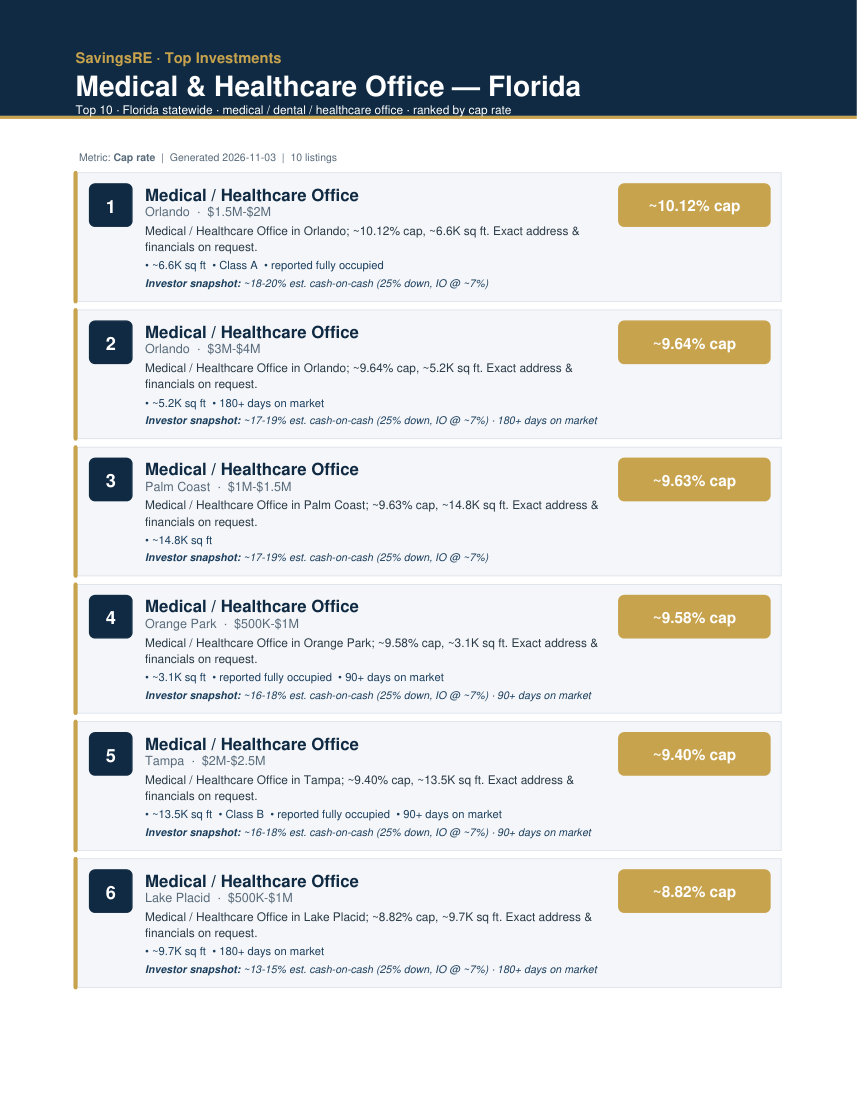 SavingsRE · Top Investments
Medical & Healthcare Office — Florida
Top 10 · Florida statewide · medical / dental / healthcare office · ranked by cap rate
Metric: Cap rate | Generated 2026-11-03 | 10 listings
1
Medical / Healthcare Office
~10.12% cap
Orlando · $1.5M-$2M
Medical / Healthcare Office in Orlando; ~10.12% cap, ~6.6K sq ft. Exact address &
financials on request.
• ~6.6K sq ft • Class A • reported fully occupied
Investor snapshot: ~18-20% est. cash-on-cash (25% down, IO @ ~7%)
2
Medical / Healthcare Office
~9.64% cap
Orlando · $3M-$4M
Medical / Healthcare Office in Orlando; ~9.64% cap, ~5.2K sq ft. Exact address &
financials on request.
• ~5.2K sq ft • 180+ days on market
Investor snapshot: ~17-19% est. cash-on-cash (25% down, IO @ ~7%) · 180+ days on market
3
Medical / Healthcare Office
~9.63% cap
Palm Coast · $1M-$1.5M
Medical / Healthcare Office in Palm Coast; ~9.63% cap, ~14.8K sq ft. Exact address &
financials on request.
• ~14.8K sq ft
Investor snapshot: ~17-19% est. cash-on-cash (25% down, IO @ ~7%)
4
Medical / Healthcare Office
~9.58% cap
Orange Park · $500K-$1M
Medical / Healthcare Office in Orange Park; ~9.58% cap, ~3.1K sq ft. Exact address &
financials on request.
• ~3.1K sq ft • reported fully occupied • 90+ days on market
Investor snapshot: ~16-18% est. cash-on-cash (25% down, IO @ ~7%) · 90+ days on market
5
Medical / Healthcare Office
~9.40% cap
Tampa · $2M-$2.5M
Medical / Healthcare Office in Tampa; ~9.40% cap, ~13.5K sq ft. Exact address &
financials on request.
• ~13.5K sq ft • Class B • reported fully occupied • 90+ days on market
Investor snapshot: ~16-18% est. cash-on-cash (25% down, IO @ ~7%) · 90+ days on market
6
Medical / Healthcare Office
~8.82% cap
Lake Placid · $500K-$1M
Medical / Healthcare Office in Lake Placid; ~8.82% cap, ~9.7K sq ft. Exact address &
financials on request.
• ~9.7K sq ft • 180+ days on market
Investor snapshot: ~13-15% est. cash-on-cash (25% down, IO @ ~7%) · 180+ days on market